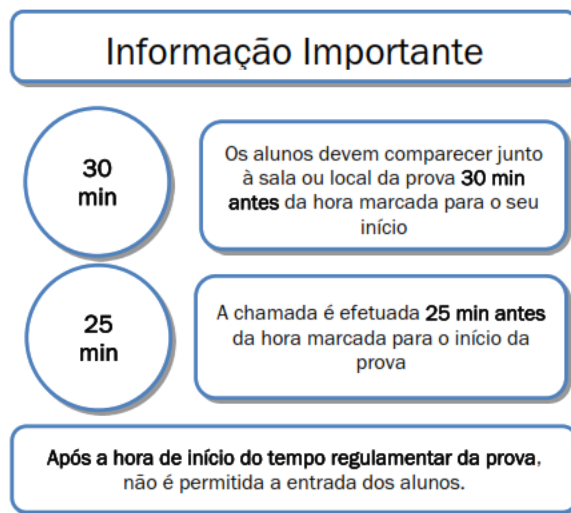 Informação Importante
30
min
Os alunos devem comparecer junto
à sala ou local da prova 30 min
antes da hora marcada para o seu
início
25
min
A chamada é efetuada 25 min antes
da hora marcada para o início da
prova
Após a hora de início do tempo regulamentar da prova,
não é permitida a entrada dos alunos.